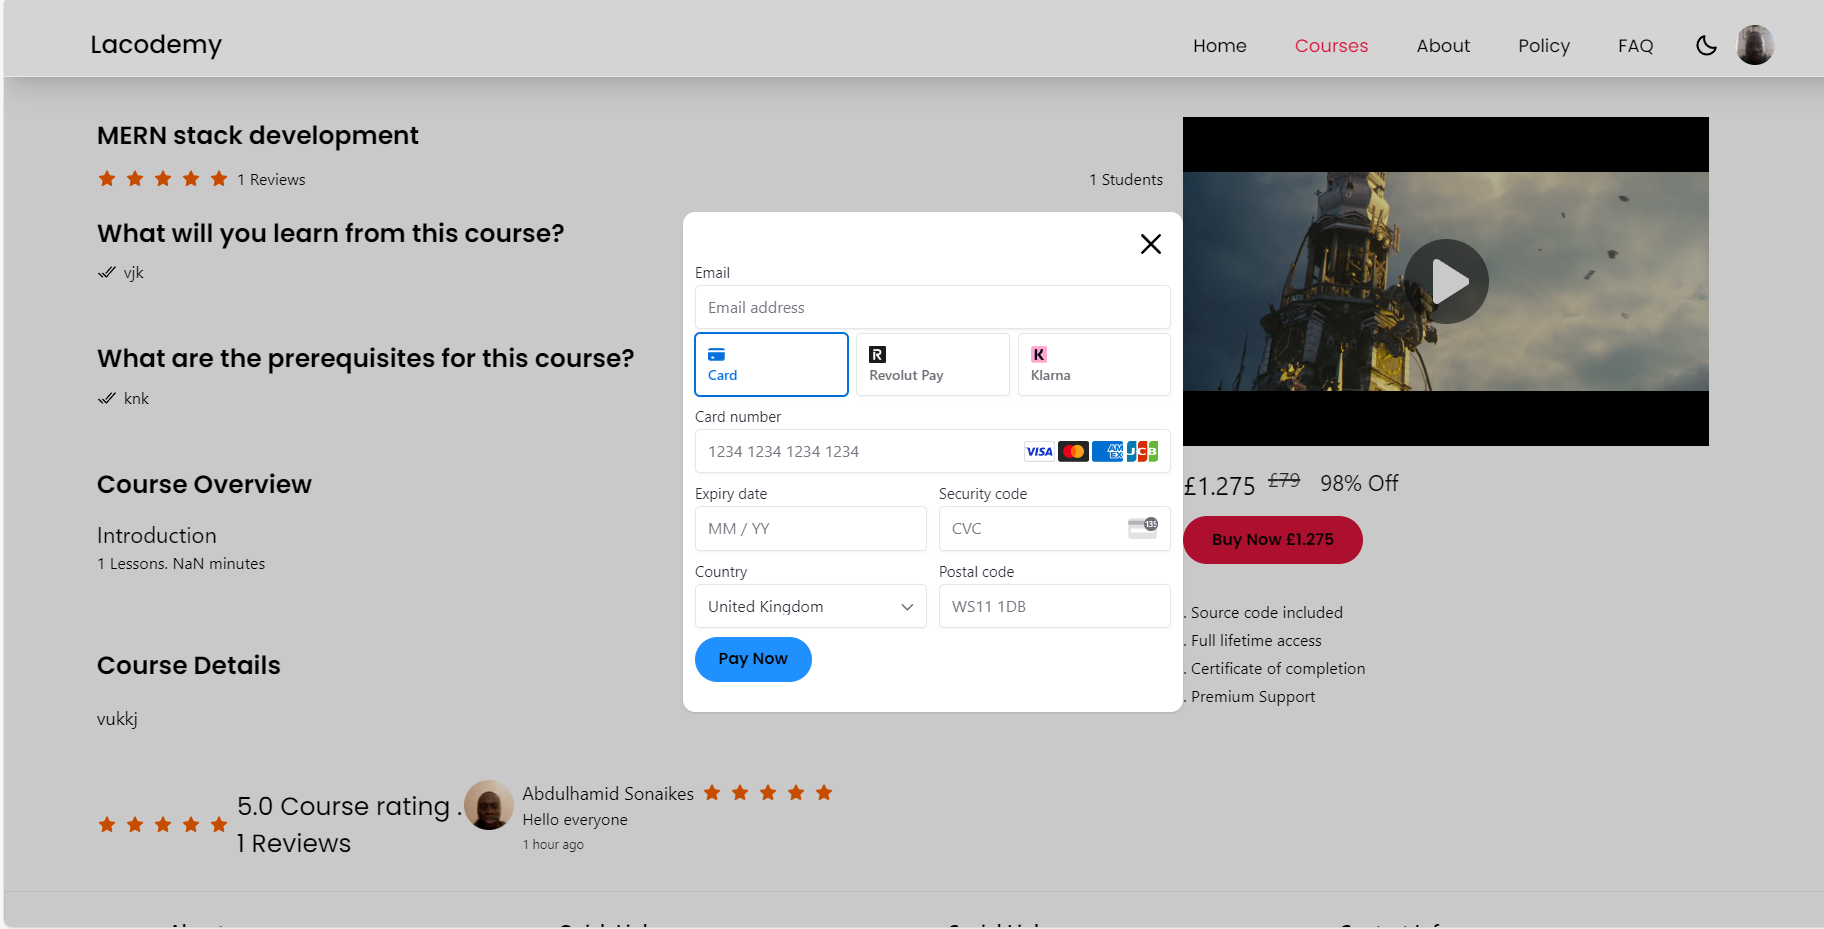 Lacodemy
Home Courses About Policy FAQ
MERN stack development
1 Reviews
1 Students
What will you learn from this course?
vjk
What are the prerequisites for this course?
knk
Course Overview
Introduction
1 Lessons. NaN minutes
Course Details
vukkj
5.0 Course rating .
1 Reviews
Abdulhamid Sonaikes
Hello everyone
1 hour ago
Email
Email address
Card
R
Revolut Pay
K
Klarna
Card number
1234 1234 1234 1234
VISA
AMEX
JCB
Expiry date
MM / YY
Security code
CVC
135
Country
United Kingdom
Postal code
WS11 1DB
Pay Now
£1.275 £79 98% Off
Buy Now £1.275
. Source code included
. Full lifetime access
. Certificate of completion
. Premium Support